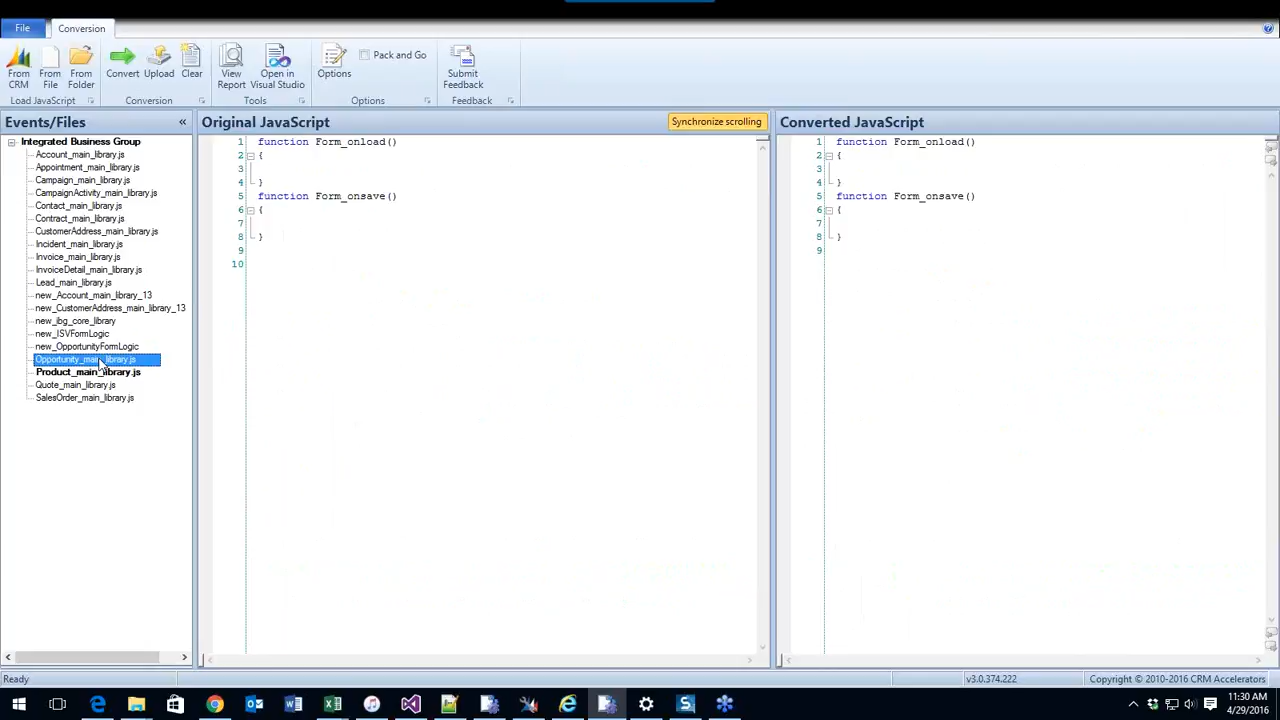 File
Conversion
From CRM
From File
From Folder
Load JavaScript
Convert
Upload
Clear
Conversion
View Report
Open in Visual Studio
Tools
Options
Pack and Go
Options
Submit Feedback
Feedback
Events/Files
«
Integrated Business Group
Account_main_library.js
Appointment_main_library.js
Campaign_main_library.js
CampaignActivity_main_library.js
Contact_main_library.js
Contract_main_library.js
CustomerAddress_main_library.js
Incident_main_library.js
Invoice_main_library.js
InvoiceDetail_main_library.js
Lead_main_library.js
new_Account_main_library_13
new_CustomerAddress_main_library_13
new_ibg_core_library
new_JSVFormLogic
new_OpportunityFormLogic
Opportunity_main_library.js
Product_main_library.js
Quote_main_library.js
SalesOrder_main_library.js
Original JavaScript
Synchronize scrolling
1 function Form_onload()
2 {
3
4 }
5 function Form_onsave()
6 {
7
8 }
9
10
Converted JavaScript
1 function Form_onload()
2 {
3
4 }
5 function Form_onsave()
6 {
7
8 }
9
Ready
v3.0.374.222
Copyright © 2010-2016 CRM Accelerators
11:30 AM
4/29/2016